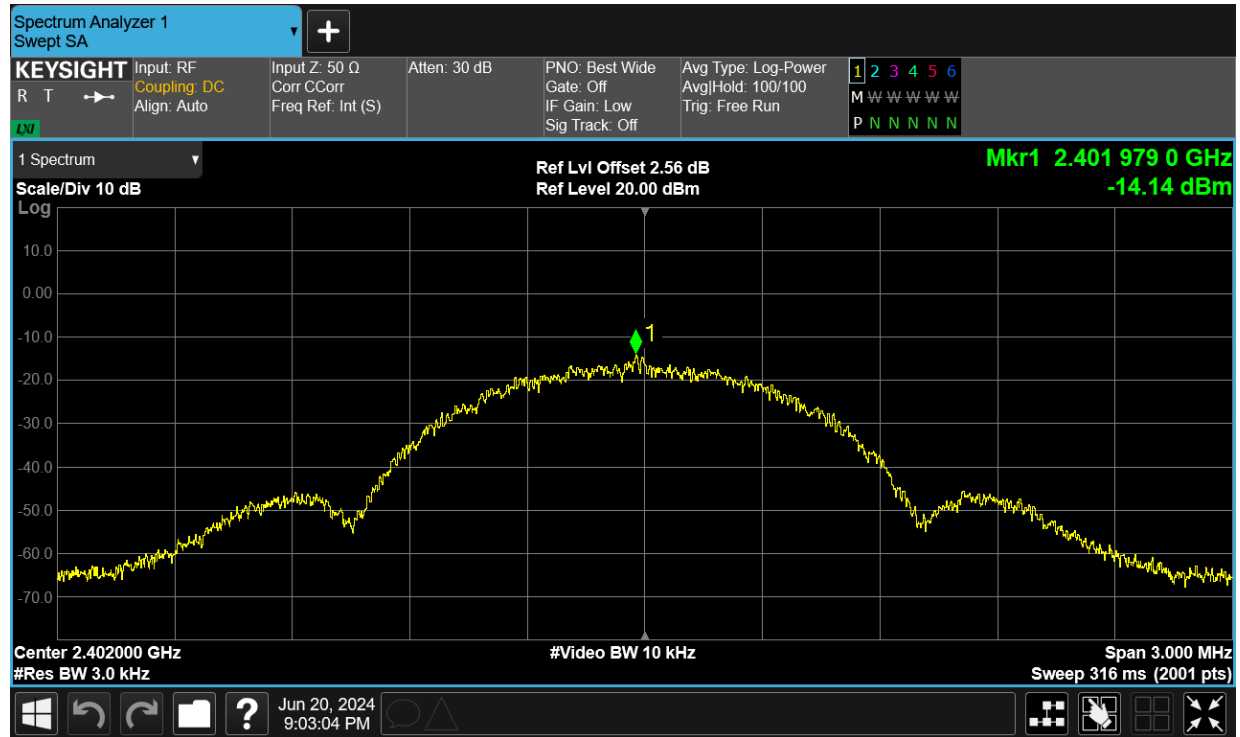 Spectrum Analyzer 1
Swept SA
KEYSIGHT
R T
LXI
Input: RF
Coupling: DC
Align: Auto
Input Z: 50 Ω
Corr CCorr
Freq Ref: Int (S)
Atten: 30 dB
PNO: Best Wide
Gate: Off
IF Gain: Low
Sig Track: Off
Avg Type: Log-Power
Avg|Hold: 100/100
Trig: Free Run
1 2 3 4 5 6
M W W W W W
P N N N N N
1 Spectrum
Scale/Div 10 dB
Log
Ref Lvl Offset 2.56 dB
Ref Level 20.00 dBm
Mkr1 2.401 979 0 GHz
-14.14 dBm
10.0
0.00
-10.0
-20.0
-30.0
-40.0
-50.0
-60.0
-70.0
1
Center 2.402000 GHz
#Res BW 3.0 kHz
#Video BW 10 kHz
Span 3.000 MHz
Sweep 316 ms (2001 pts)
?
Jun 20, 2024
9:03:04 PM